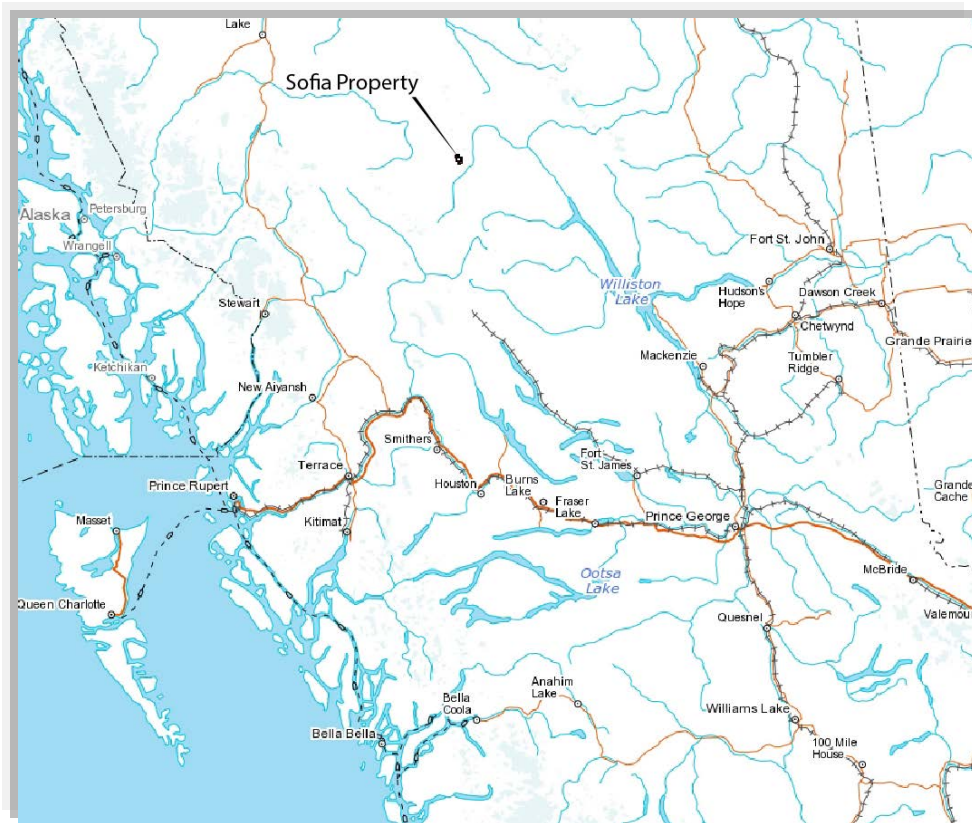 Lake
Sofia Property
Petersburg
Alaska
Wrangell
Fort St. John
Williston
Lake
Hudson's
Hope
Dawson Creek
Stewart
Chetwynd
Grande Prairie
Mackenzie
Tumbler
Ridge
Ketchikan
New Aiyansh
Smithers
Terrace
Fort
St. James
Houston
Burns
Lake
Prince Rupert
Fraser
Lake
Grande
Cache
Masset
Kitimat
Prince George
Ootsa
Lake
McBride
Queen Charlotte
Valemou
Quesnel
Anahim
Lake
Bella
Coola
Williams Lake
Bella Bella
100 Mile
House